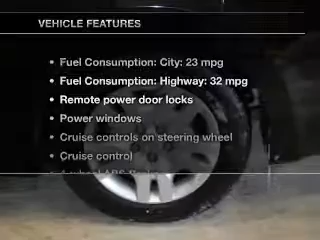 VEHICLE FEATURES
• Fuel Consumption: City: 23 mpg
• Fuel Consumption: Highway: 32 mpg
• Remote power door locks
• Power windows
• Cruise controls on steering wheel
• Cruise control